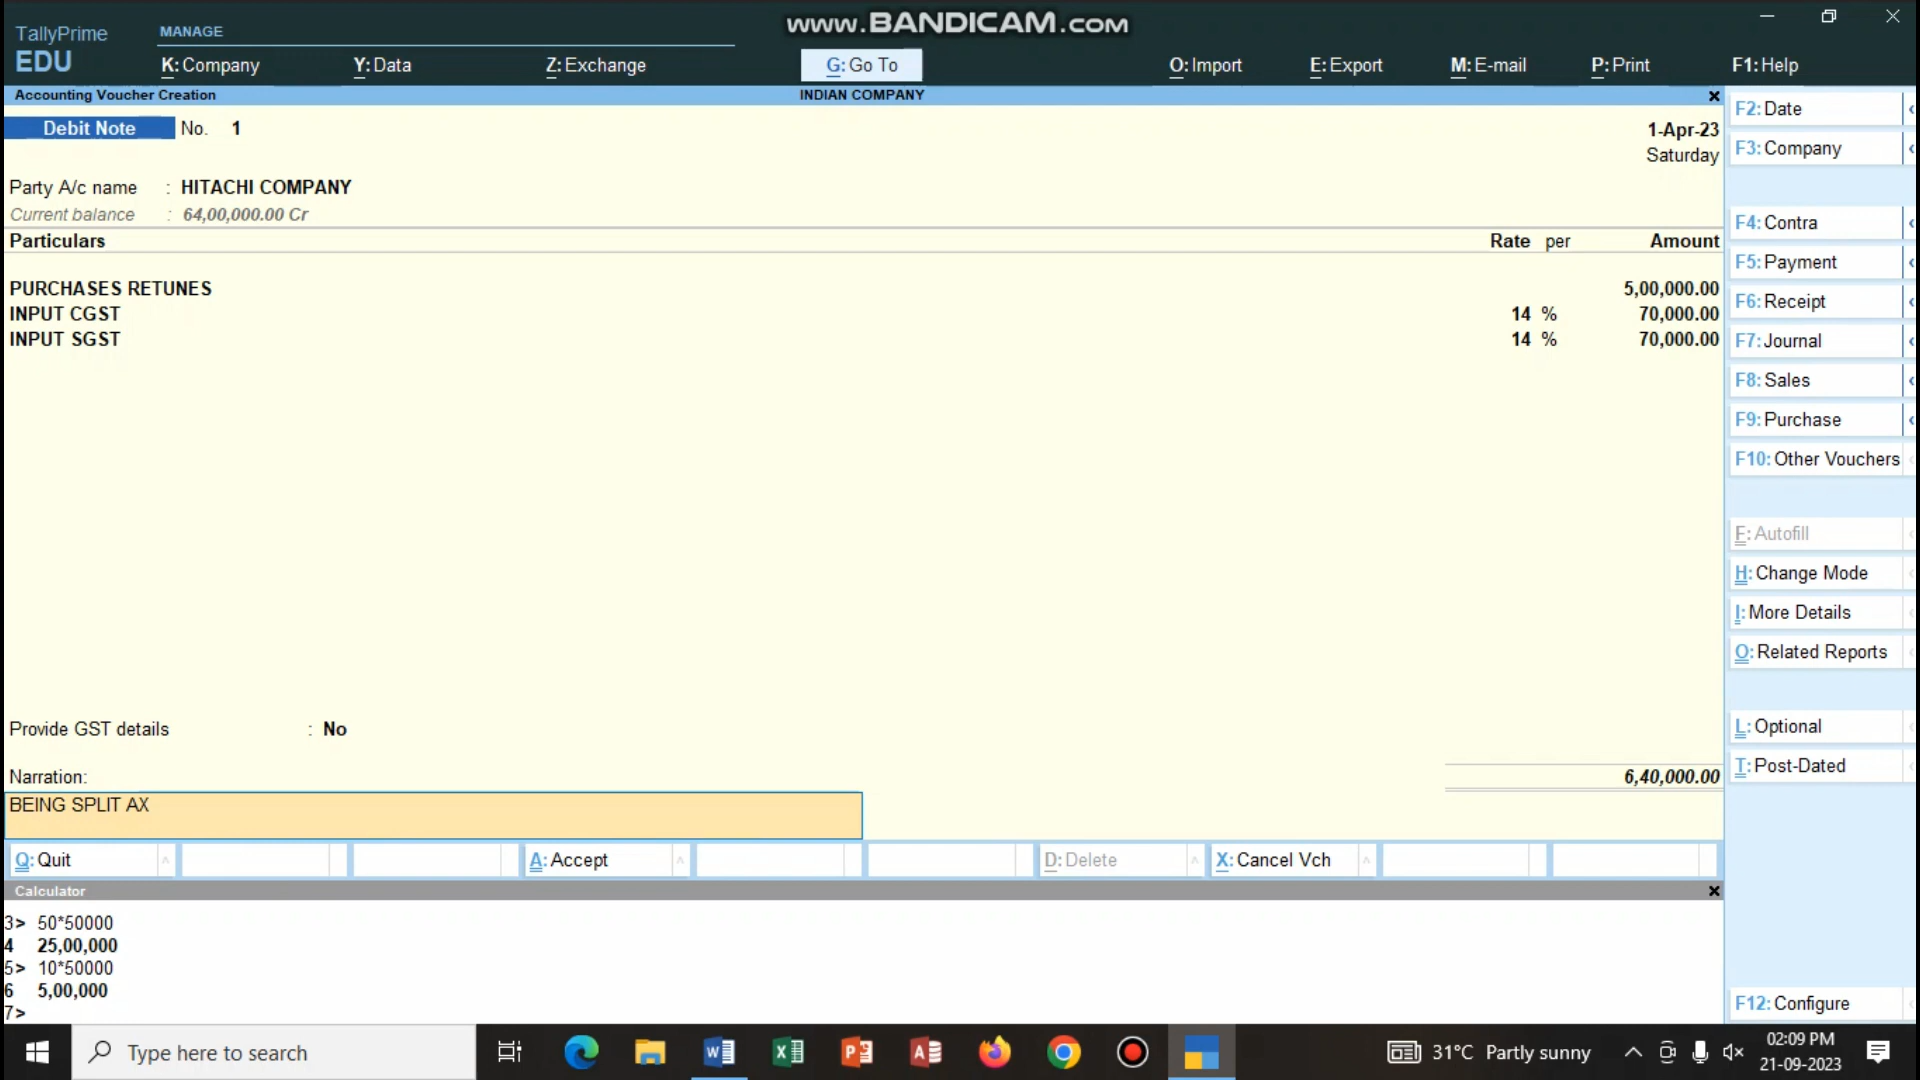 www.BANDICAM.com
TallyPrime
EDU
MANAGE
K: Company Y: Data Z: Exchange G: Go To O: Import E: Export M: E-mail P: Print F1: Help
Accounting Voucher Creation INDIAN COMPANY
Debit Note No. 1 1-Apr-23
Saturday
Party A/c name : HITACHI COMPANY
Current balance : 64,00,000.00 Cr
Particulars Rate per Amount
PURCHASES RETUNES 5,00,000.00
INPUT CGST 14 % 70,000.00
INPUT SGST 14 % 70,000.00
Provide GST details : No
Narration: 6,40,000.00
BEING SPLIT AX
Q: Quit A: Accept D: Delete X: Cancel Vch
Calculator
3> 50*50000
4 25,00,000
5> 10*50000
6 5,00,000
7>
F2: Date
F3: Company
F4: Contra
F5: Payment
F6: Receipt
F7: Journal
F8: Sales
F9: Purchase
F10: Other Vouchers
F: Autofill
H: Change Mode
I: More Details
O: Related Reports
L: Optional
T: Post-Dated
F12: Configure
Type here to search
31°C Partly sunny
02:09 PM
21-09-2023